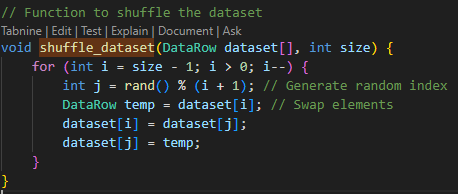 // Function to shuffle the dataset
Tabnine | Edit | Test | Explain | Document | Ask
void shuffle_dataset(DataRow dataset[], int size) {
    for (int i = size - 1; i > 0; i--) {
        int j = rand() % (i + 1); // Generate random index
        DataRow temp = dataset[i]; // Swap elements
        dataset[i] = dataset[j];
        dataset[j] = temp;
    }
}